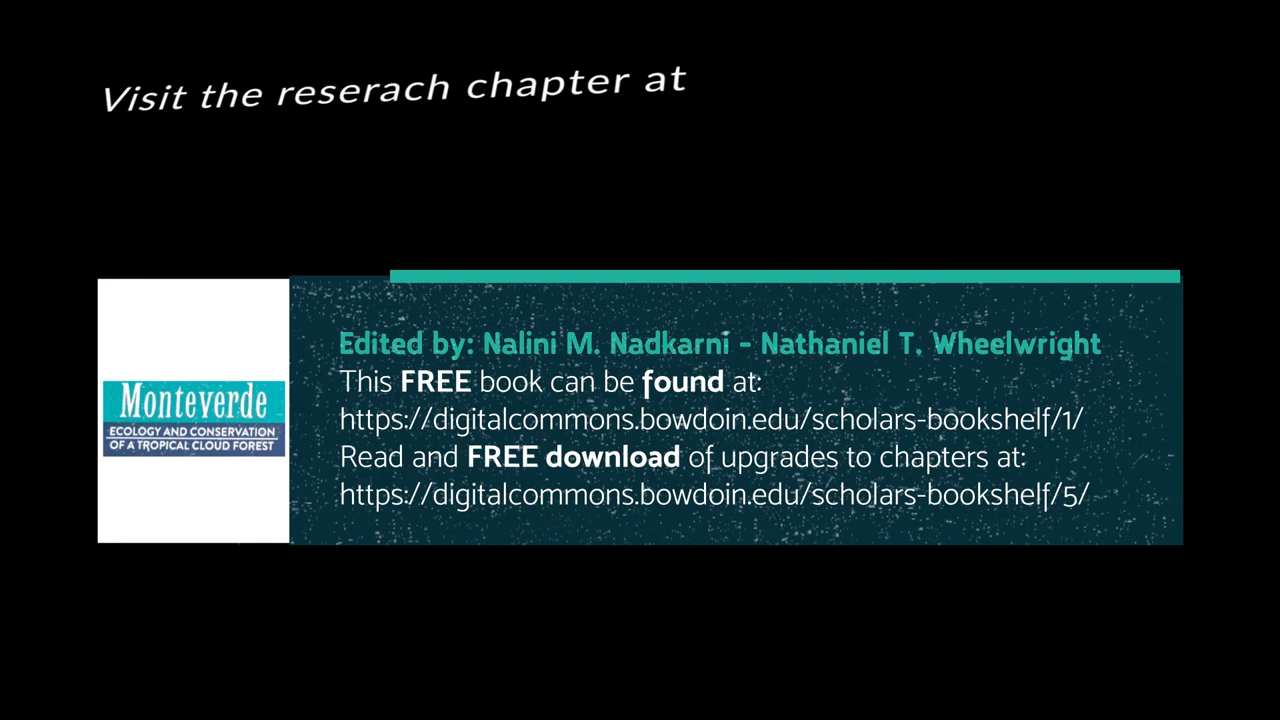 Visit the reserach chapter at
Monteverde
ECOLOGY AND CONSERVATION
OF A TROPICAL CLOUD FOREST
Edited by: Nalini M. Nadkarni - Nathaniel T. Wheelwright
This FREE book can be found at:
https://digitalcommons.bowdoin.edu/scholars-bookshelf/1/
Read and FREE download of upgrades to chapters at:
https://digitalcommons.bowdoin.edu/scholars-bookshelf/5/